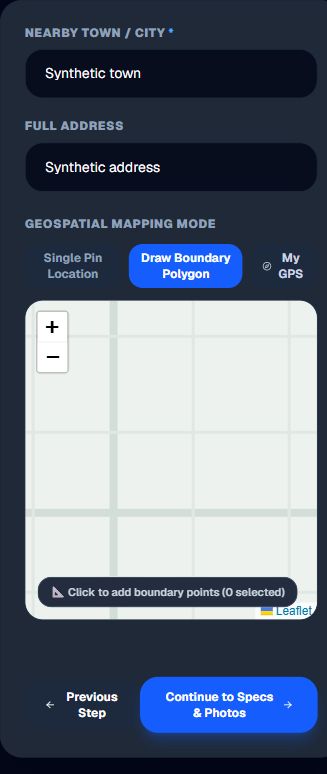 NEARBY TOWN / CITY *
Synthetic town
FULL ADDRESS
Synthetic address
GEOSPATIAL MAPPING MODE
Single Pin
Location
Draw Boundary
Polygon
My
GPS
+
−
📐 Click to add boundary points (0 selected)
Leaflet
← Previous
Step
Continue to Specs →
& Photos